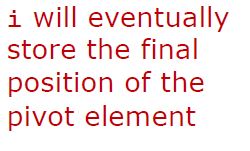 i will eventually
store the final
position of the
pivot element